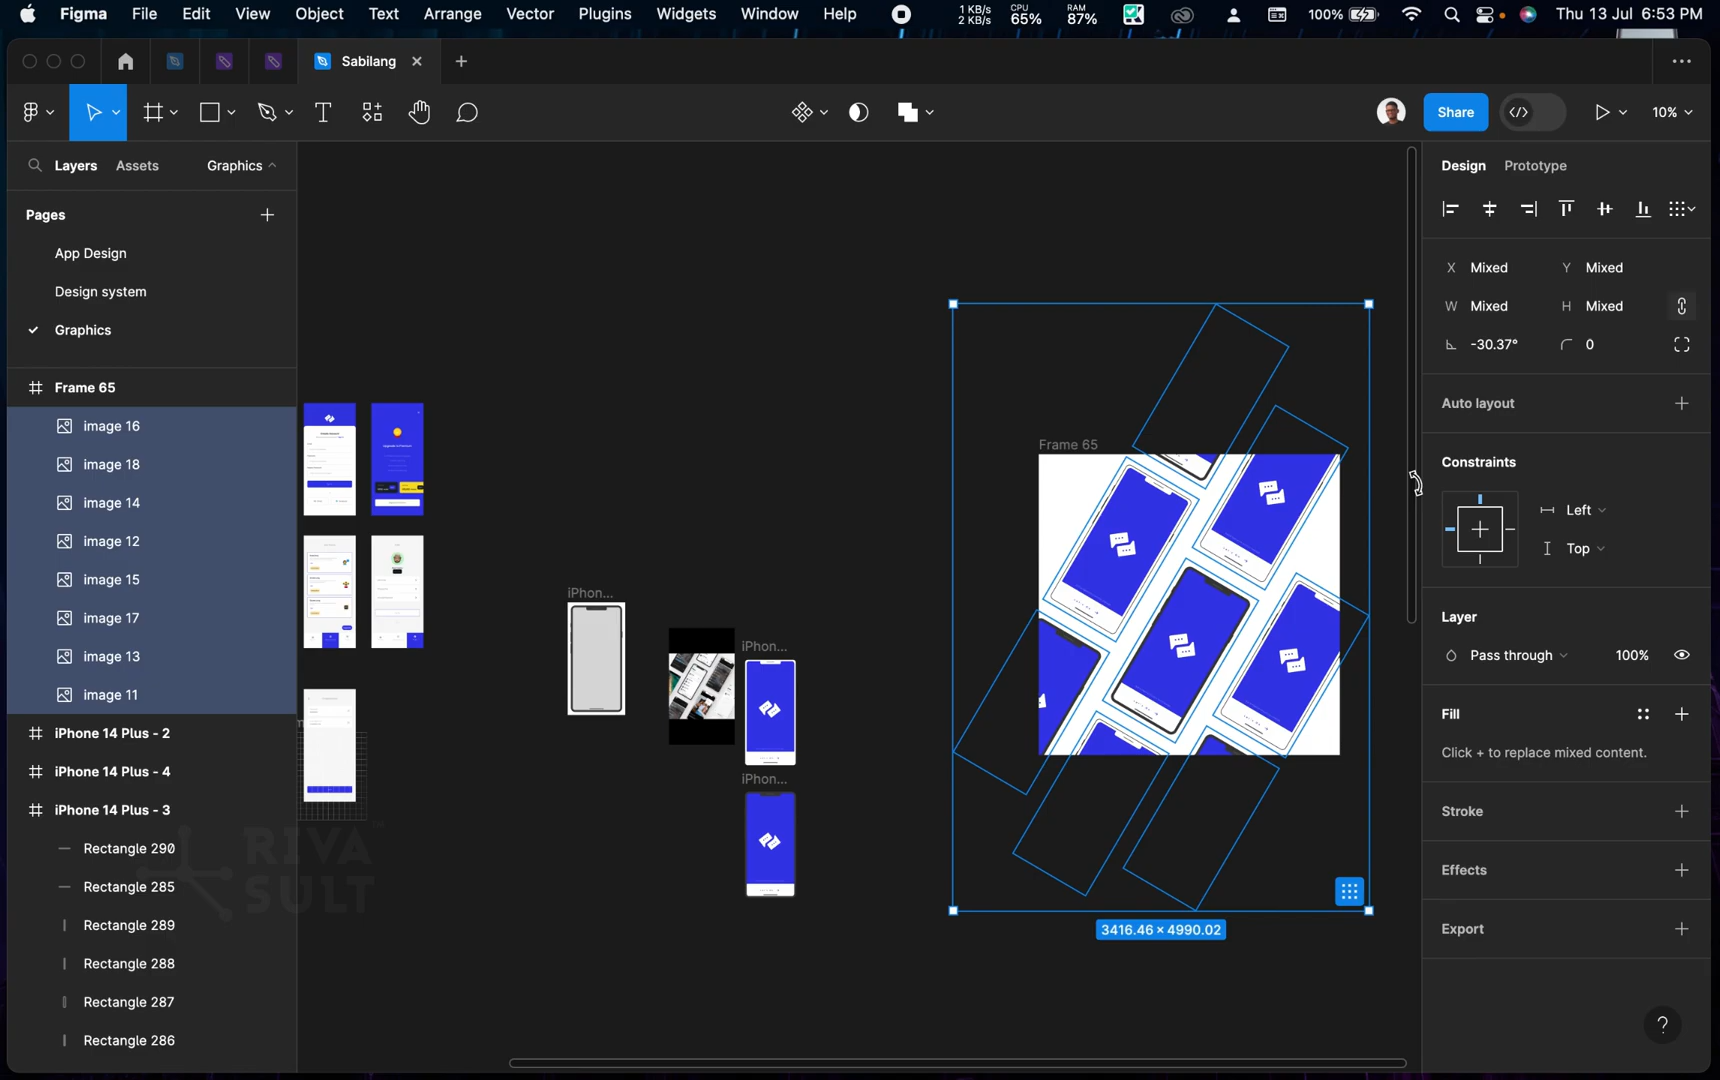 Figma File Edit View Object Text Arrange Vector Plugins Widgets Window Help
1 KB/s
2 KB/s
CPU
65%
RAM
87%
100%
Thu 13 Jul 6:53 PM
Sabilang
Share
10%
Layers Assets Graphics
Pages
App Design
Design system
Graphics
Frame 65
image 16
image 18
image 14
image 12
image 15
image 17
image 13
image 11
iPhone 14 Plus - 2
iPhone 14 Plus - 4
iPhone 14 Plus - 3
Rectangle 290
Rectangle 285
Rectangle 289
Rectangle 288
Rectangle 287
Rectangle 286
RIVA
SULT
iPhon...
iPhon...
iPhon...
Frame 65
3416.46 × 4990.02
Design Prototype
X Mixed Y Mixed
W Mixed H Mixed
-30.37° 0
Auto layout
Constraints
Left
Top
Layer
Pass through 100%
Fill
Click + to replace mixed content.
Stroke
Effects
Export
?